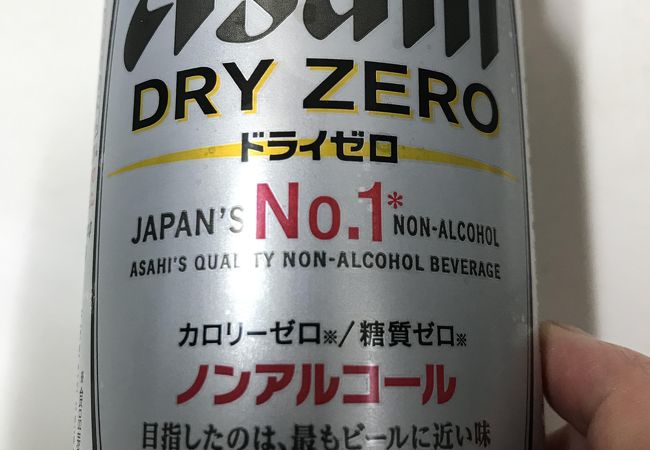 Asahi
DRY ZERO
ドライゼロ
JAPAN'S No.1* NON-ALCOHOL
ASAHI'S QUALITY NON-ALCOHOL BEVERAGE
カロリーゼロ※/糖質ゼロ※
ノンアルコール
目指したのは、最もビールに近い味